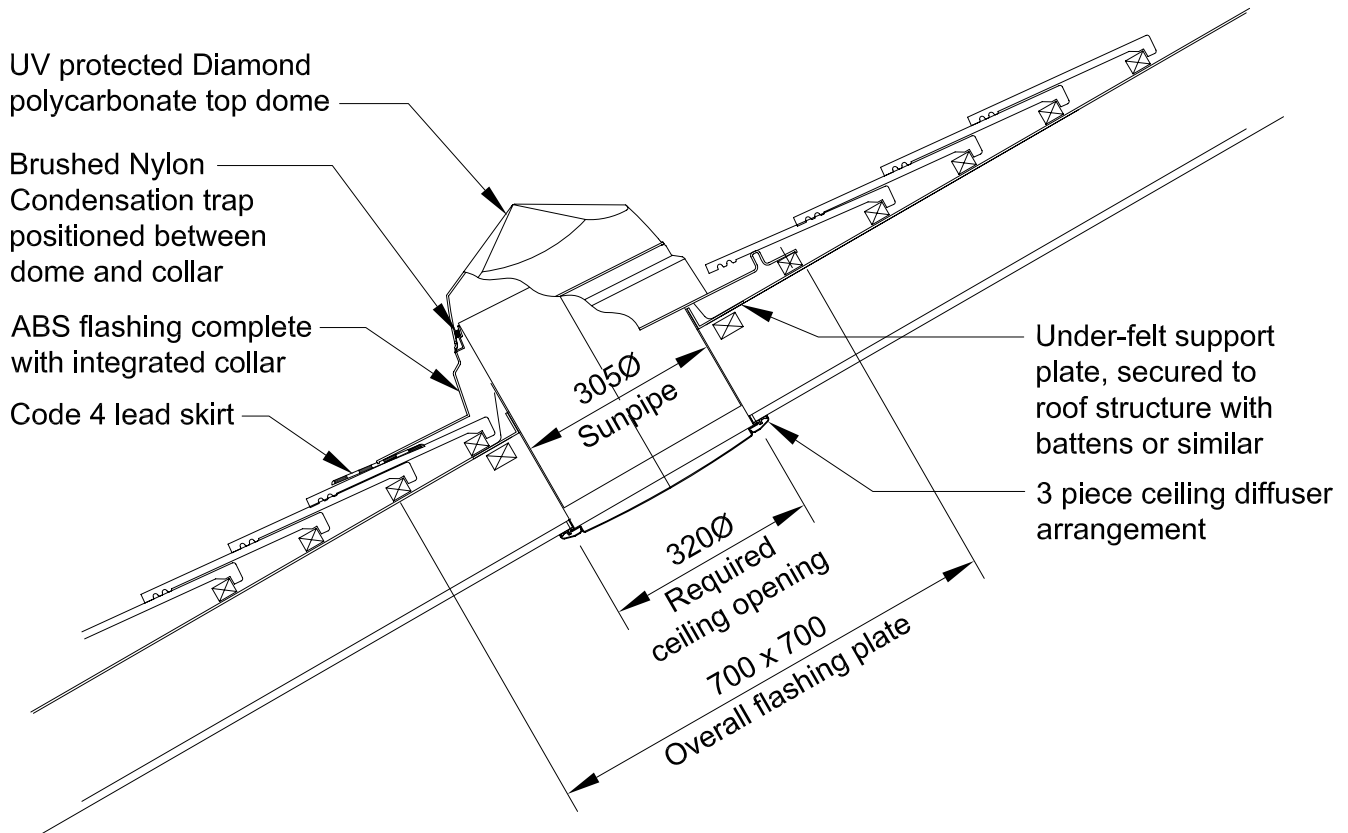 UV protected Diamond
polycarbonate top dome
Brushed Nylon
Condensation trap
positioned between
dome and collar
ABS flashing complete
with integrated collar
Code 4 lead skirt
305Ø
Sunpipe
320Ø
Required
ceiling opening
700 x 700
Overall flashing plate
Under-felt support
plate, secured to
roof structure with
battens or similar
3 piece ceiling diffuser
arrangement